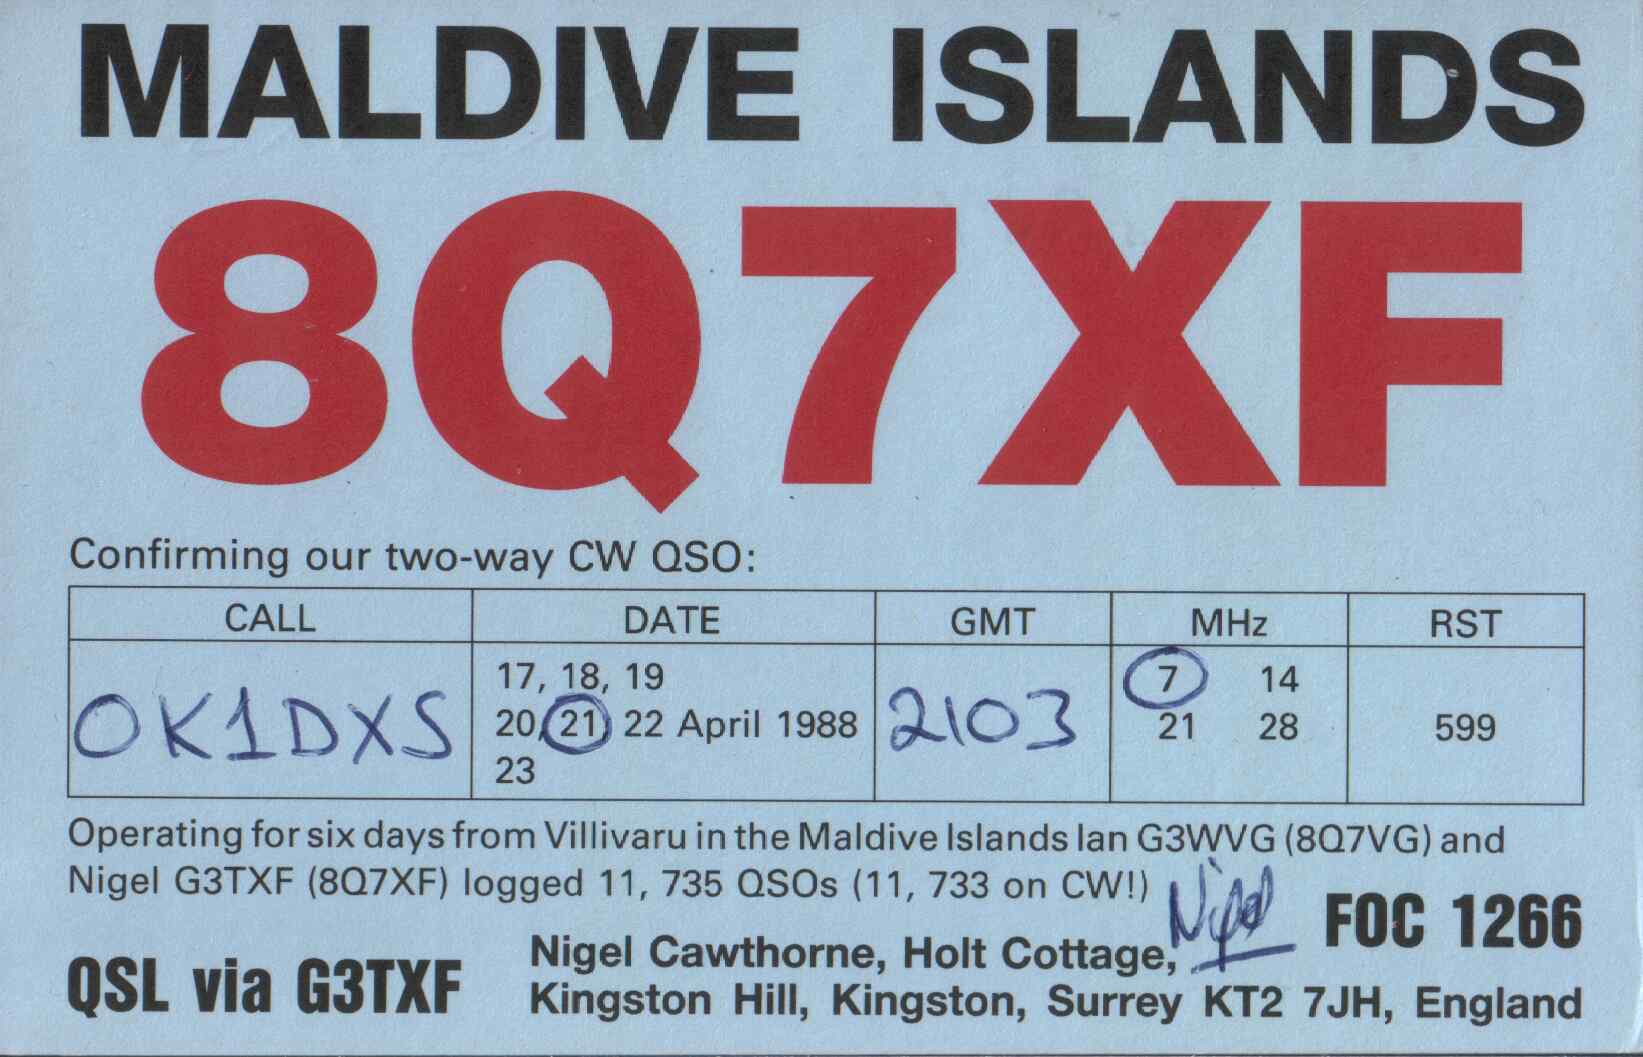 MALDIVE ISLANDS
8Q7XF
Confirming our two-way CW QSO:
CALL DATE GMT MHz RST
17, 18, 19 7 14
OK1DXS 20, 21, 22 April 1988 2103 21 28 599
23
Operating for six days from Villivaru in the Maldive Islands Ian G3WVG (8Q7VG) and
Nigel G3TXF (8Q7XF) logged 11, 735 QSOs (11, 733 on CW!)
Nigel
FOC 1266
QSL via G3TXF
Nigel Cawthorne, Holt Cottage,
Kingston Hill, Kingston, Surrey KT2 7JH, England